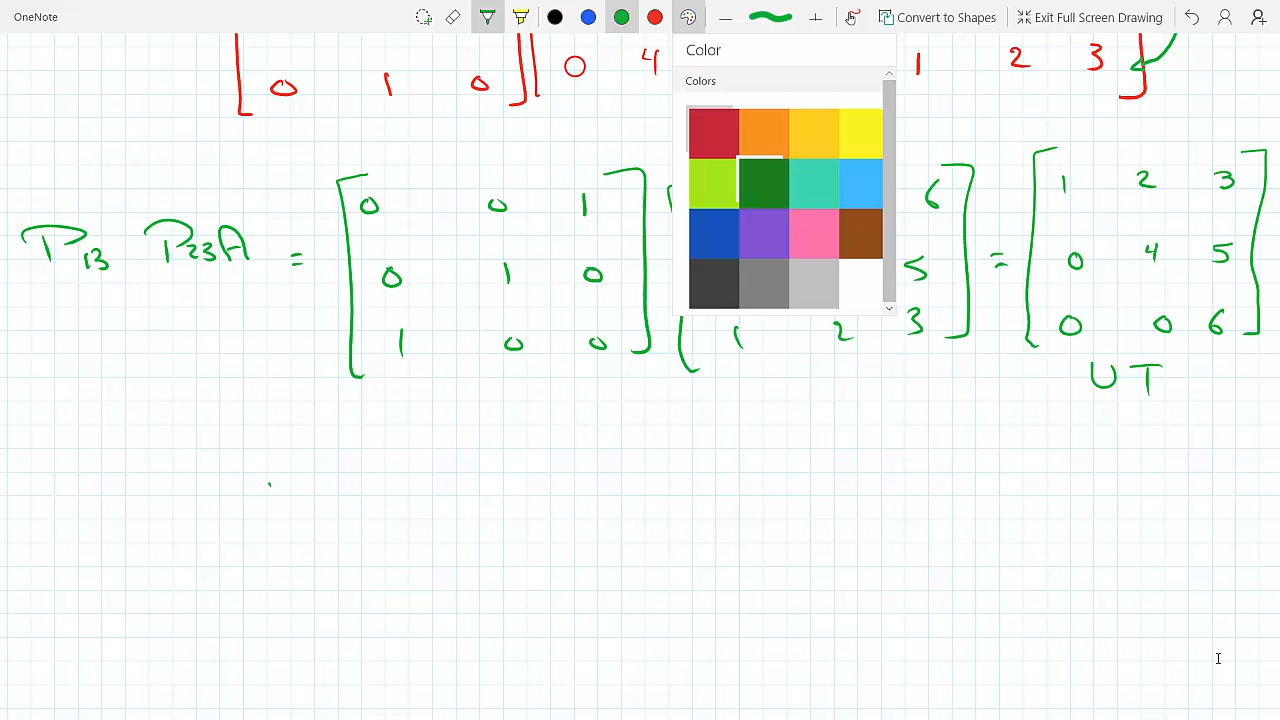 OneNote
Convert to Shapes
Exit Full Screen Drawing
Color
Colors
0 1 0 0 4 1 2 3
0 0 1 6 1 2 3
P13 P23A = 0 1 0 5 = 0 4 5
1 0 0 1 2 3 0 0 6
U T